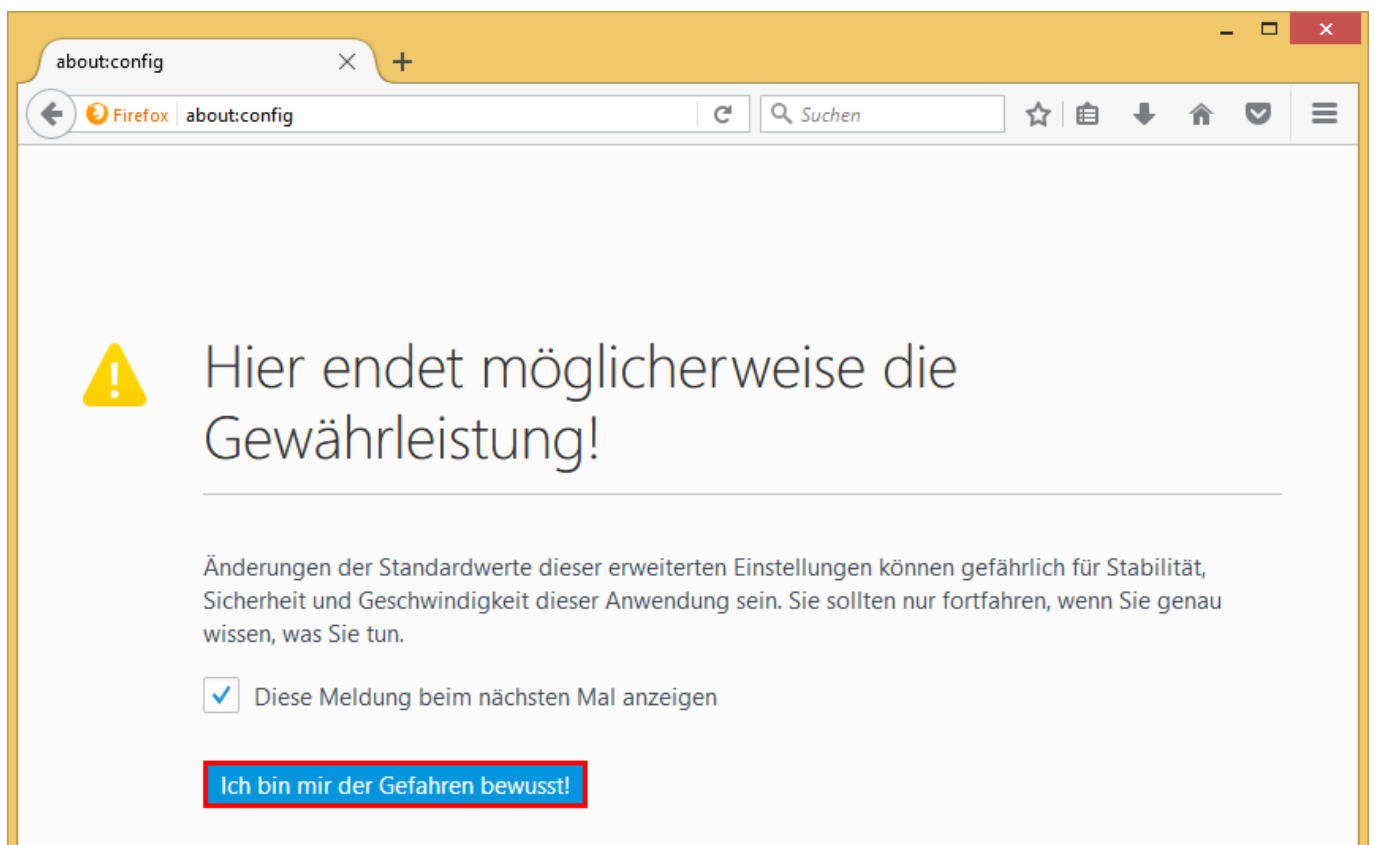 about:config
Firefox about:config Suchen
Hier endet möglicherweise die
Gewährleistung!
Änderungen der Standardwerte dieser erweiterten Einstellungen können gefährlich für Stabilität,
Sicherheit und Geschwindigkeit dieser Anwendung sein. Sie sollten nur fortfahren, wenn Sie genau
wissen, was Sie tun.
Diese Meldung beim nächsten Mal anzeigen
Ich bin mir der Gefahren bewusst!